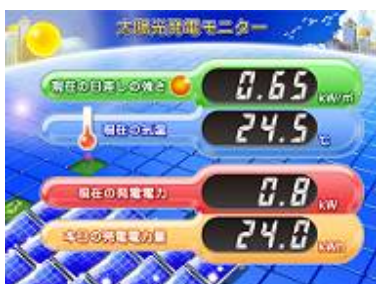 太陽光発電モニター
現在の日差しの強さ 0.65 kW/㎡
現在の気温 24.5 ℃
現在の発電電力 0.8 kW
本日の発電電力量 24.0 kWh